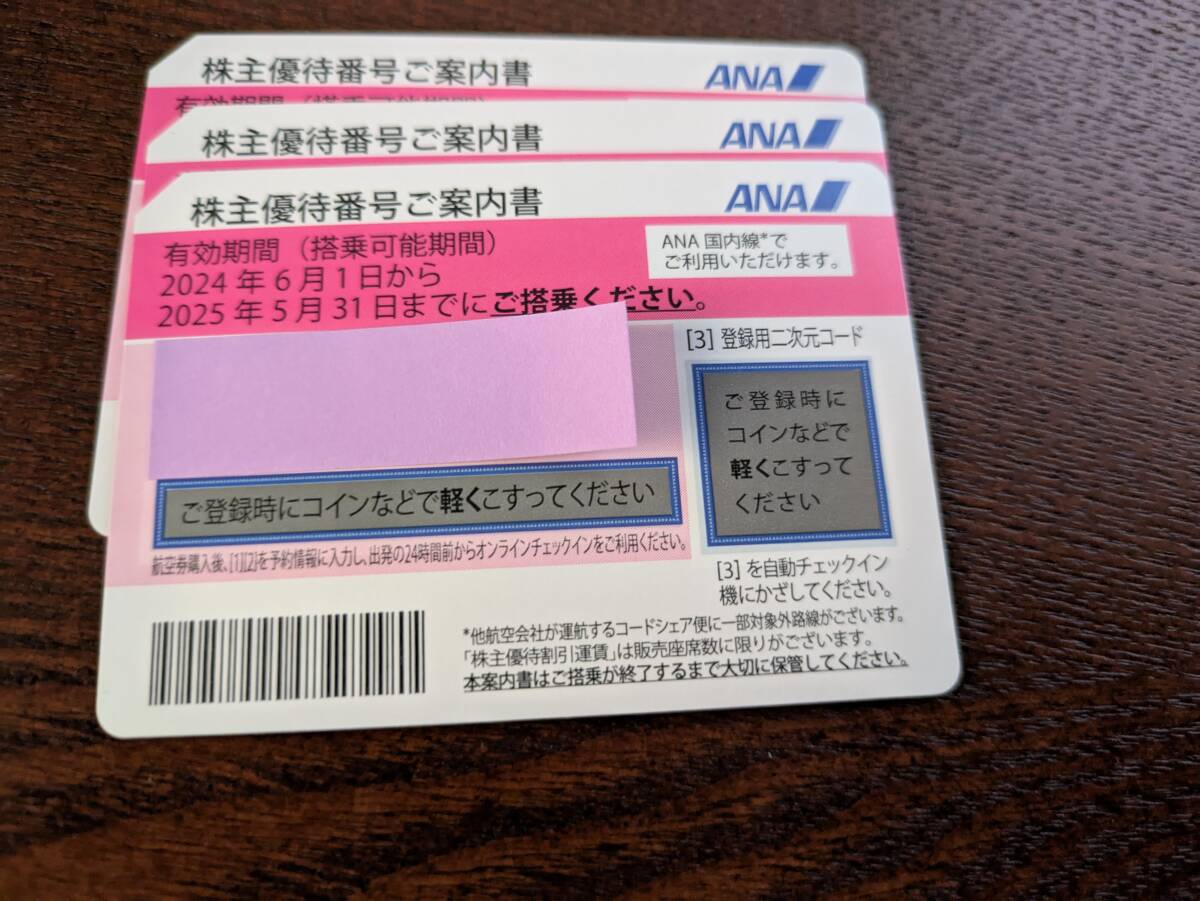 株主優待番号ご案内書 ANA
有効期間（搭乗可能期間）
株主優待番号ご案内書 ANA
株主優待番号ご案内書 ANA
有効期間（搭乗可能期間）
2024 年 6 月 1 日から
2025 年 5 月 31 日までにご搭乗ください。
ANA 国内線*で
ご利用いただけます。
[3] 登録用二次元コード
ご登録時に
コインなどで
軽くこすって
ください
ご登録時にコインなどで軽くこすってください
航空券購入後、[1][2]を予約情報に入力し、出発の24時間前からオンラインチェックインをご利用ください。
[3] を自動チェックイン
機にかざしてください。
*他航空会社が運航するコードシェア便に一部対象外路線がございます。
「株主優待割引運賃」は販売座席数に限りがございます。
本案内書はご搭乗が終了するまで大切に保管してください。